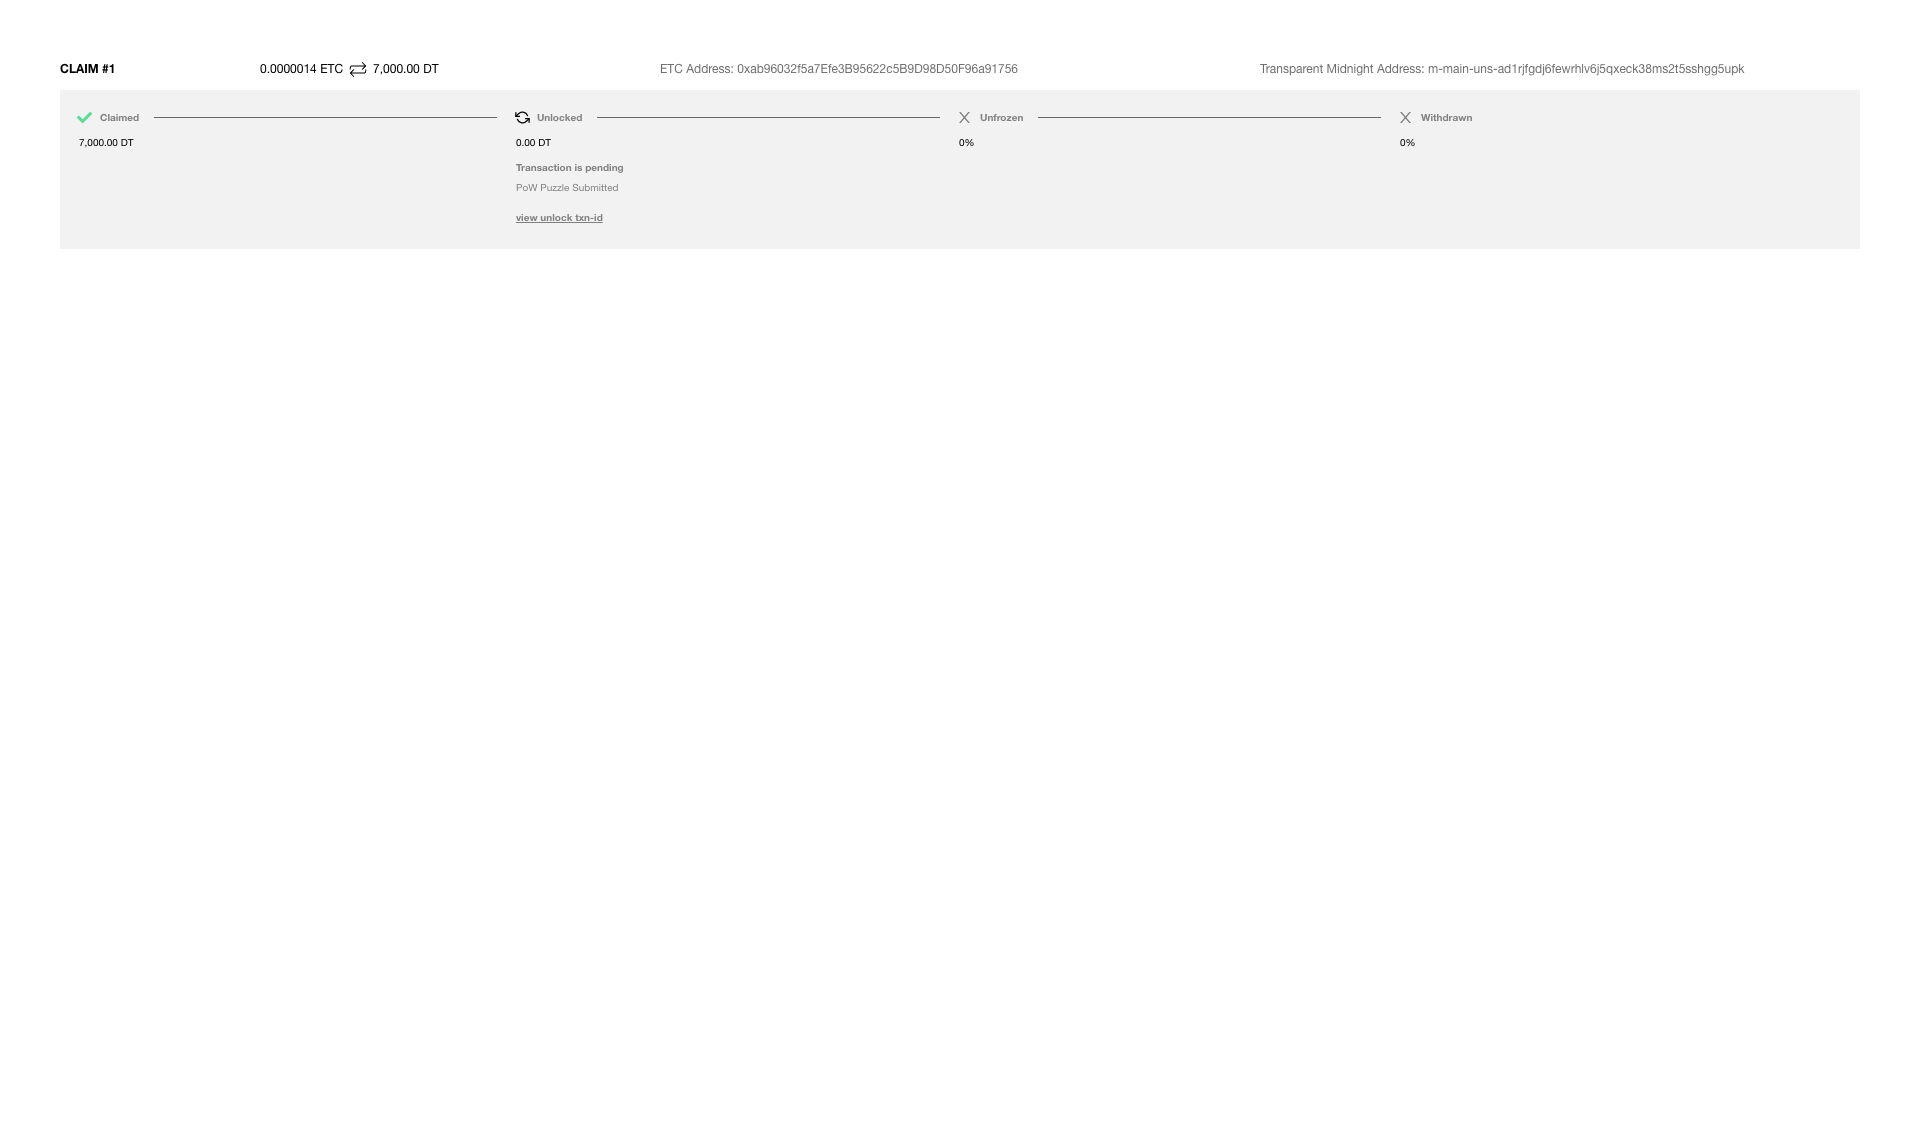 CLAIM #1 0.0000014 ETC 7,000.00 DT ETC Address: 0xab96032f5a7Efe3B95622c5B9D98D50F96a91756 Transparent Midnight Address: m-main-uns-ad1rjfgdj6fewrhlv6j5qxeck38ms2t5sshgg5upk
Claimed Unlocked Unfrozen Withdrawn
7,000.00 DT 0.00 DT 0% 0%
Transaction is pending
PoW Puzzle Submitted
view unlock txn-id